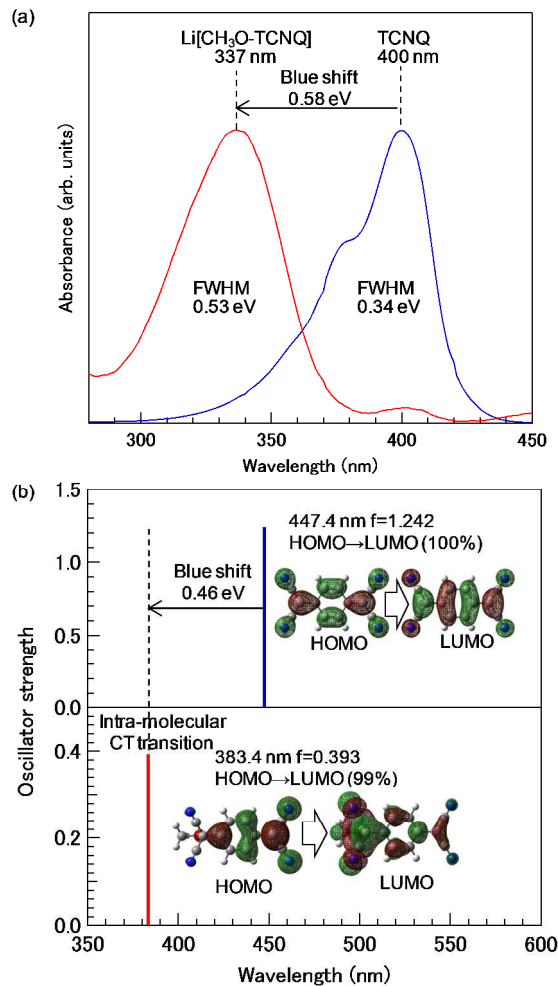 (a)
Li[CH₃O-TCNQ]
337 nm
TCNQ
400 nm
Blue shift
0.58 eV
FWHM
0.53 eV
FWHM
0.34 eV
Absorbance (arb. units)
300
350
400
450
Wavelength (nm)
(b)
1.5
1.0
0.5
0.0
447.4 nm f=1.242
HOMO→LUMO (100%)
Blue shift
0.46 eV
HOMO
LUMO
Oscillator strength
Intra-molecular
CT transition
0.4
0.2
0.0
383.4 nm f=0.393
HOMO→LUMO (99%)
HOMO
LUMO
350
400
450
500
550
600
Wavelength (nm)